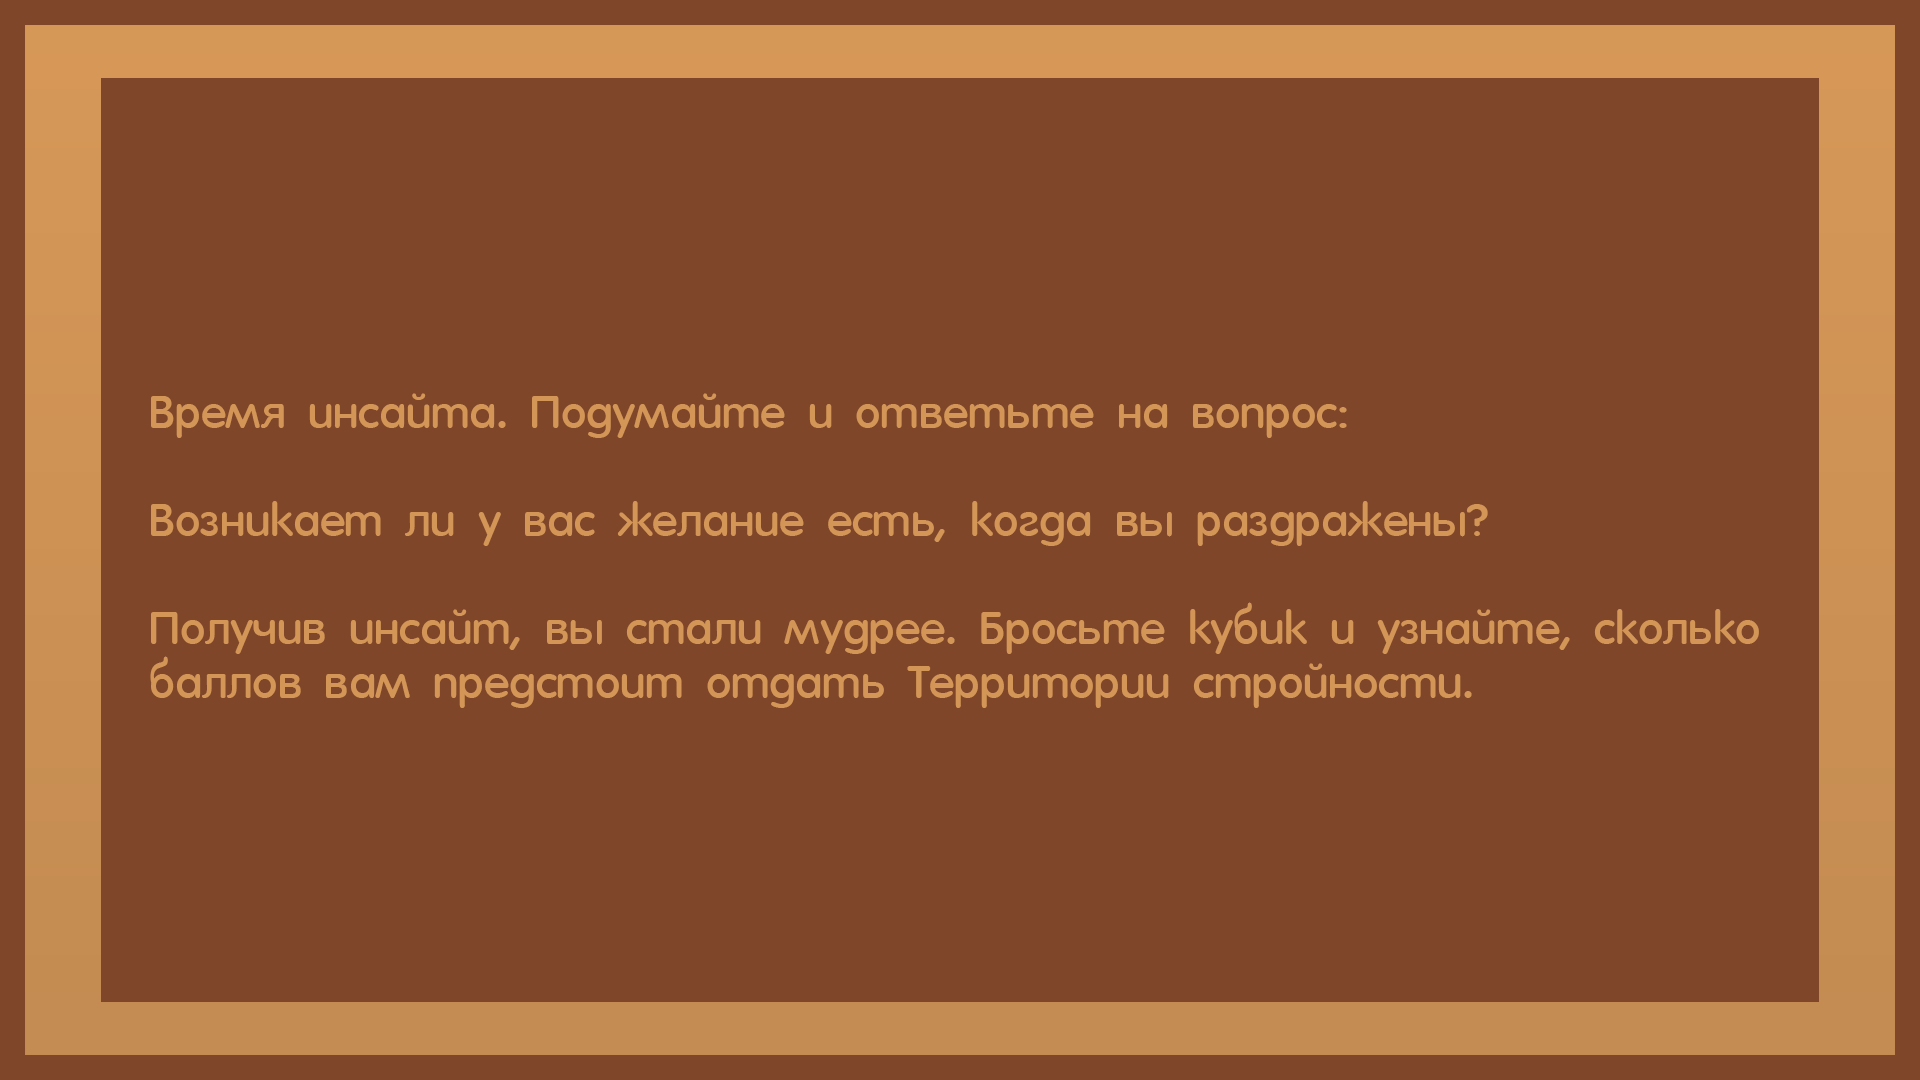 Время инсайта. Подумайте и ответьте на вопрос:
Возникает ли у вас желание есть, когда вы раздражены?
Получив инсайт, вы стали мудрее. Бросьте кубик и узнайте, сколько
баллов вам предстоит отдать Территории стройности.